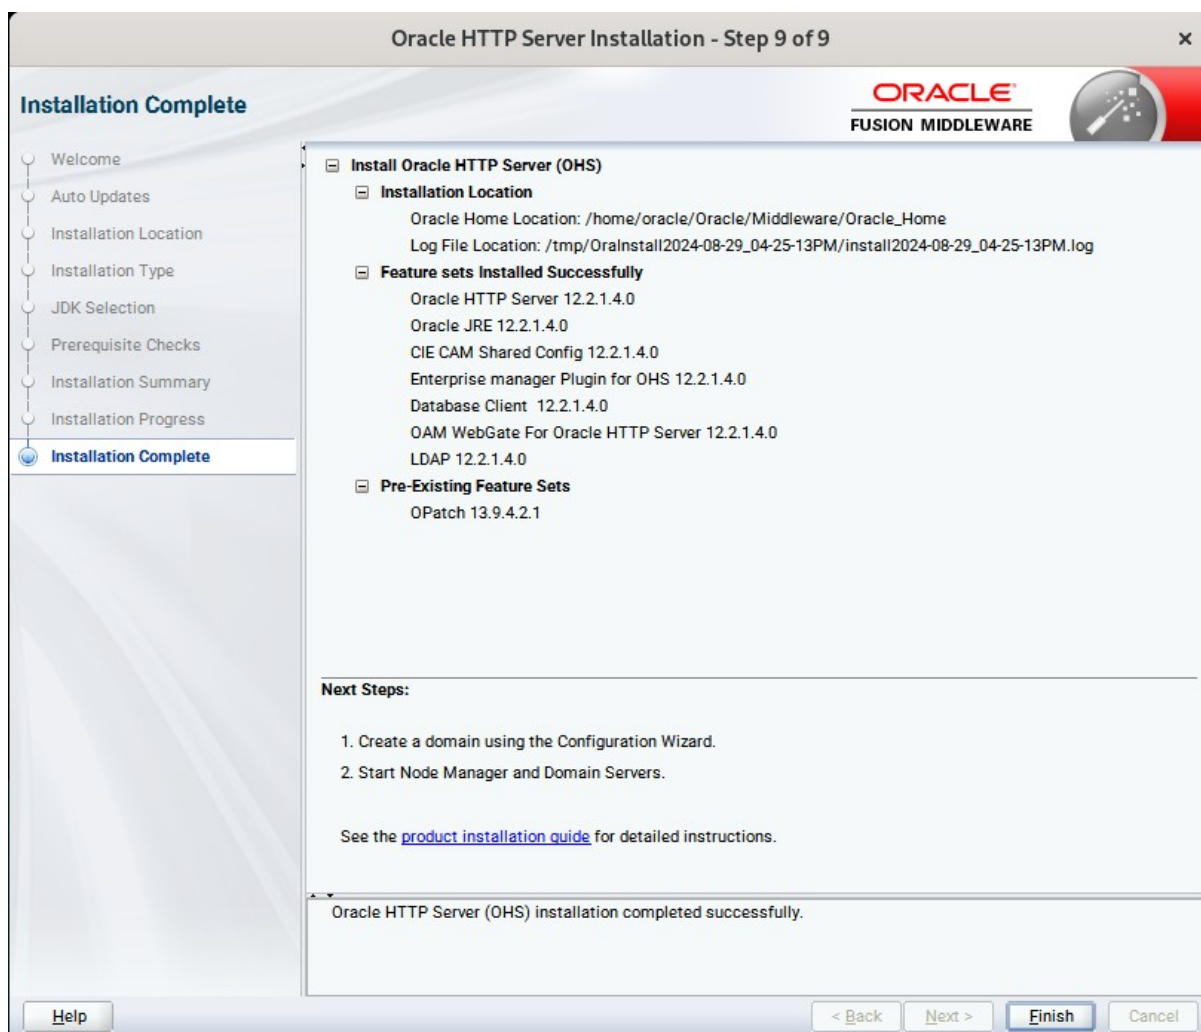 Oracle HTTP Server Installation - Step 9 of 9
Installation Complete
ORACLE
FUSION MIDDLEWARE
Welcome
Auto Updates
Installation Location
Installation Type
JDK Selection
Prerequisite Checks
Installation Summary
Installation Progress
Installation Complete
Install Oracle HTTP Server (OHS)
Installation Location
Oracle Home Location: /home/oracle/Oracle/Middleware/Oracle_Home
Log File Location: /tmp/OraInstall2024-08-29_04-25-13PM/install2024-08-29_04-25-13PM.log
Feature sets Installed Successfully
Oracle HTTP Server 12.2.1.4.0
Oracle JRE 12.2.1.4.0
CIE CAM Shared Config 12.2.1.4.0
Enterprise manager Plugin for OHS 12.2.1.4.0
Database Client  12.2.1.4.0
OAM WebGate For Oracle HTTP Server 12.2.1.4.0
LDAP 12.2.1.4.0
Pre-Existing Feature Sets
OPatch 13.9.4.2.1
Next Steps:
1. Create a domain using the Configuration Wizard.
2. Start Node Manager and Domain Servers.
See the product installation guide for detailed instructions.
Oracle HTTP Server (OHS) installation completed successfully.
Help
< Back
Next >
Finish
Cancel